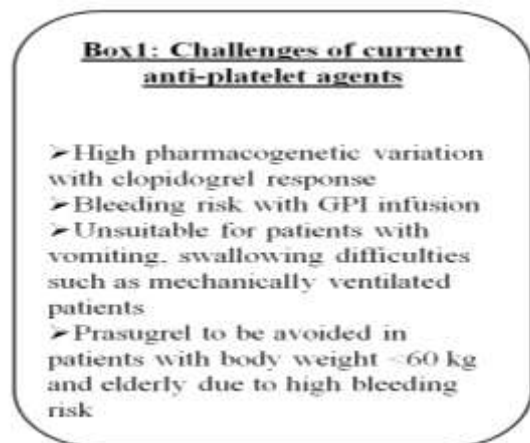 Box1: Challenges of current
anti-platelet agents
➤High pharmacogenetic variation
with clopidogrel response
➤Bleeding risk with GPI infusion
➤Unsuitable for patients with
vomiting, swallowing difficulties
such as mechanically ventilated
patients
➤Prasugrel to be avoided in
patients with body weight <60 kg
and elderly due to high bleeding
risk